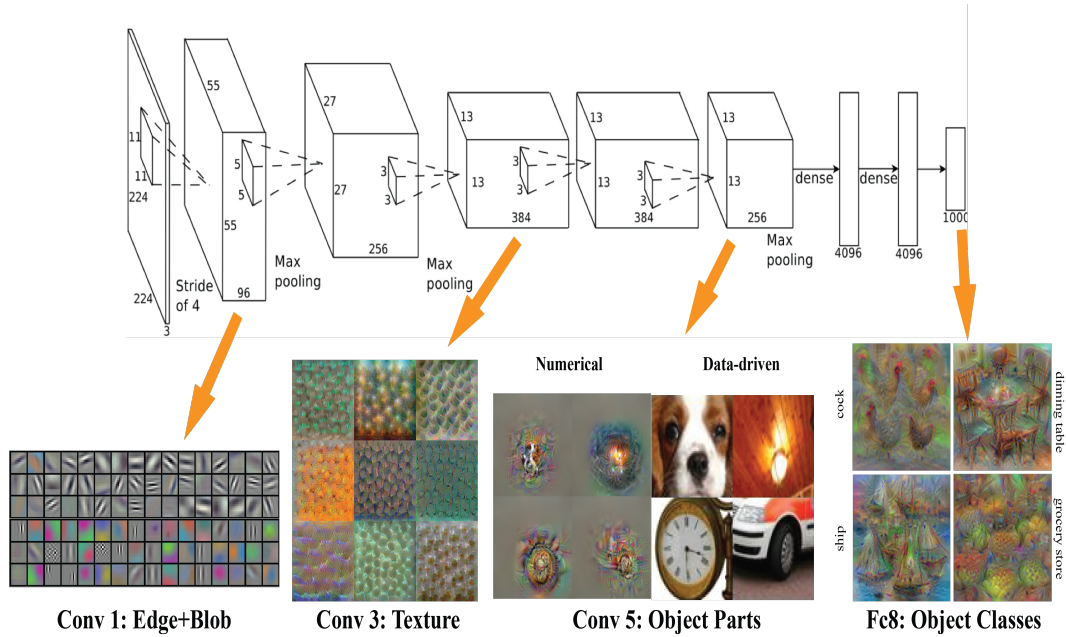 55
27
13
13
13
11
5
5
27
3
3
13
3
3
13
3
3
13
dense
dense
11
224
55
256
384
384
256
1000
224
Stride
of 4
96
Max
pooling
Max
pooling
Max
pooling
4096
4096
3
Numerical
Data-driven
cock
dinning table
ship
grocery store
Conv 1: Edge+Blob
Conv 3: Texture
Conv 5: Object Parts
Fc8: Object Classes